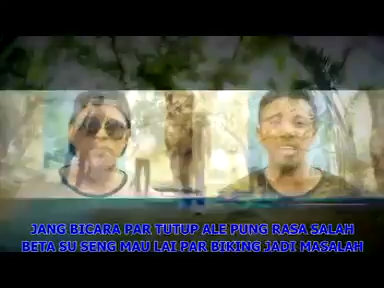 JANG BICARA PAR TUTUP ALE PUNG RASA SALAH
BETA SU SENG MAU LAI PAR BIKING JADI MASALAH